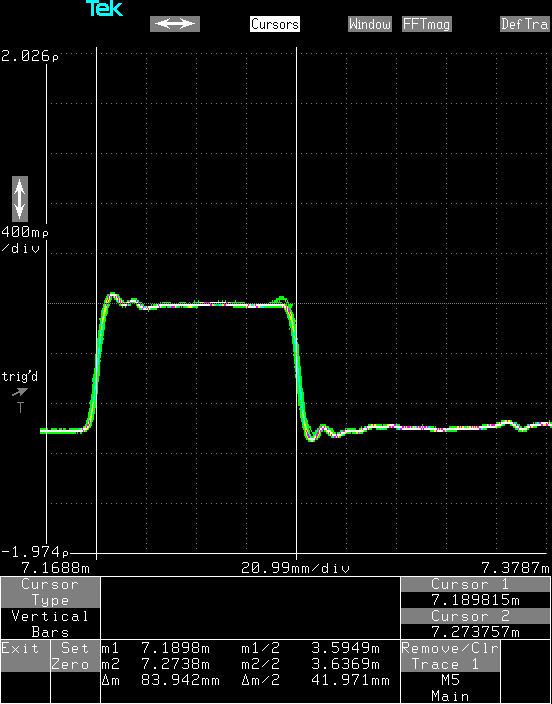 Tek
Cursors Window FFTmag DefTra
2.026ρ
400mρ
/div
trig'd
T
-1.974ρ
7.1688m 20.99mm/div 7.3787m
Cursor Cursor 1
Type 7.189815m
Vertical Cursor 2
Bars 7.273757m
Exit Set m1 7.1898m m1/2 3.5949m Remove/Clr
Zero m2 7.2738m m2/2 3.6369m Trace 1
Δm 83.942mm Δm/2 41.971mm M5
Main